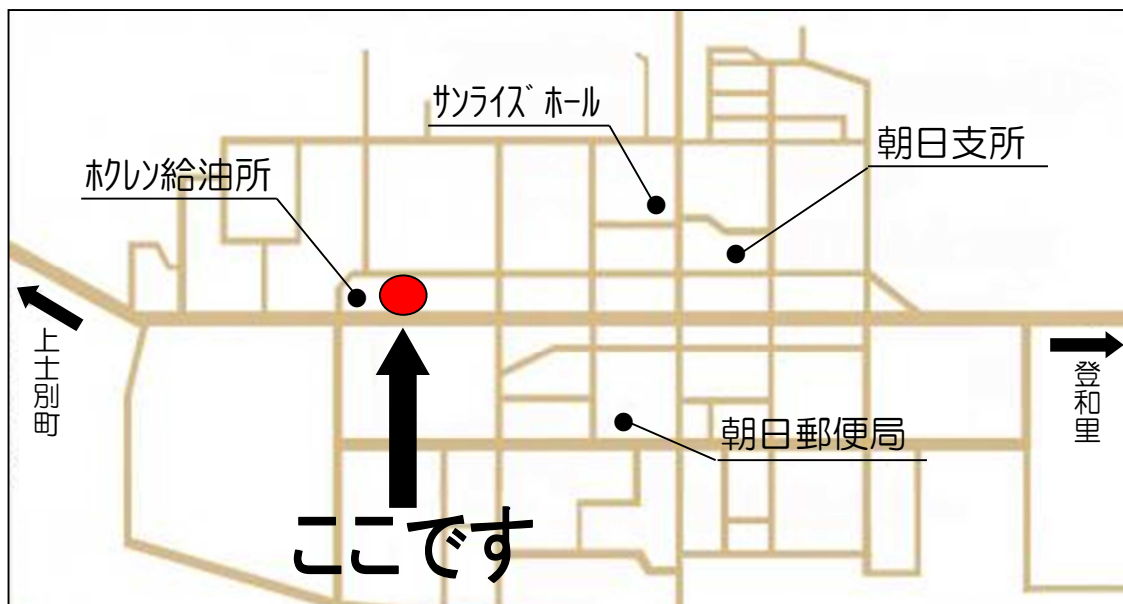 サンライズホール
朝日支所
ホクレン給油所
上士別町
登和里
朝日郵便局
ここです